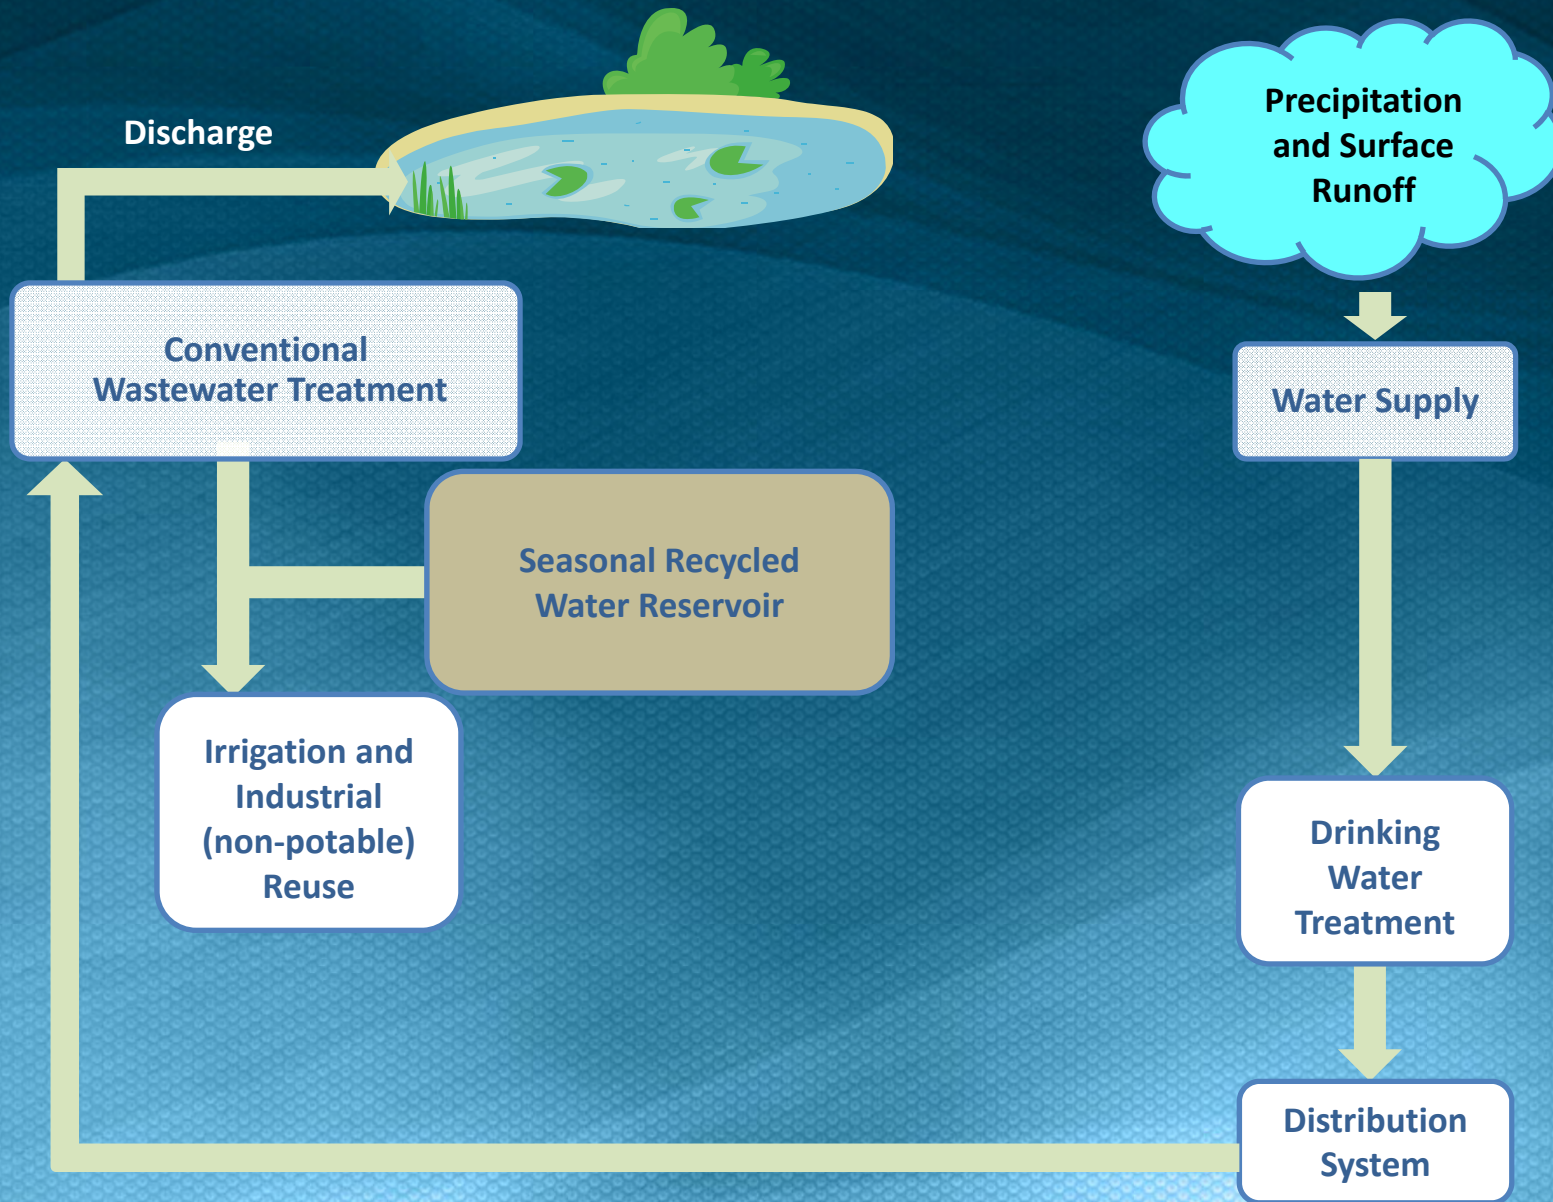 Discharge
Precipitation
and Surface
Runoff
Conventional
Wastewater Treatment
Water Supply
Seasonal Recycled
Water Reservoir
Irrigation and
Industrial
(non-potable)
Reuse
Drinking
Water
Treatment
Distribution
System